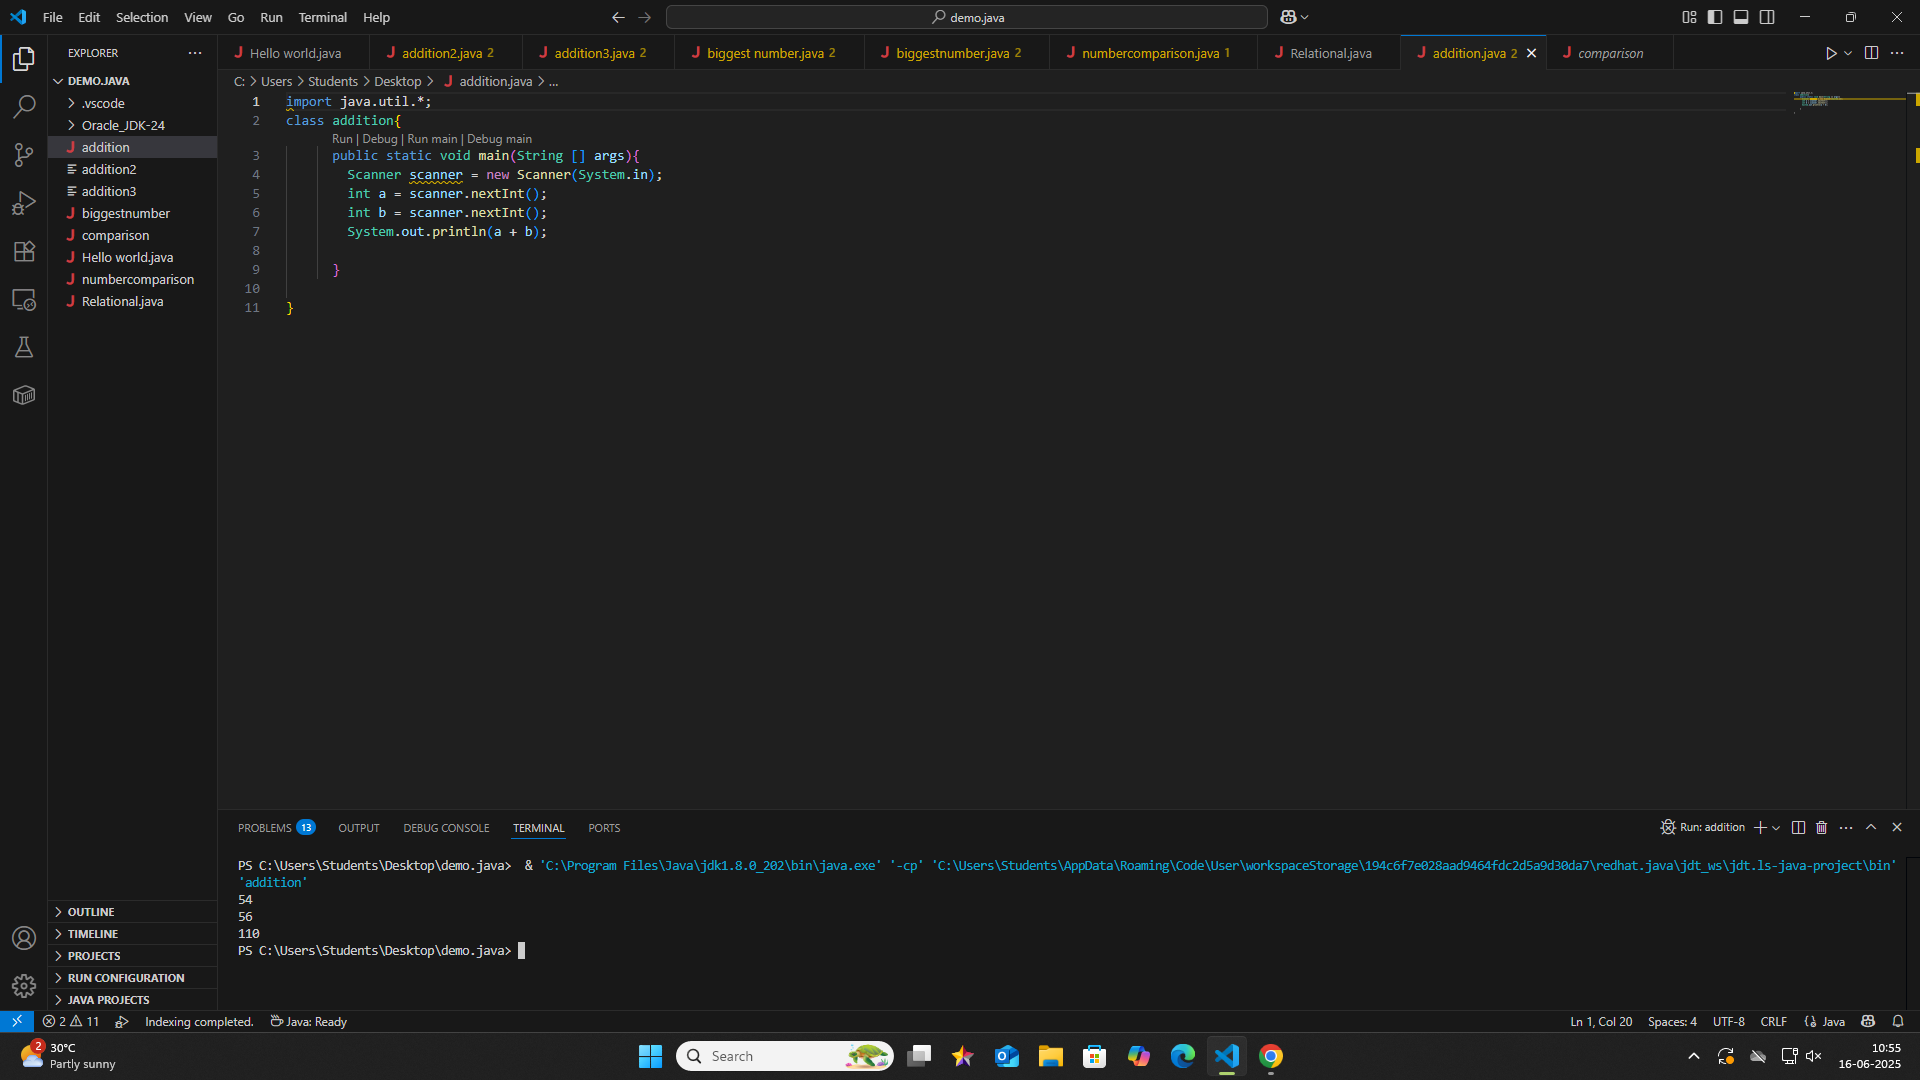 File Edit Selection View Go Run Terminal Help
demo.java
EXPLORER
Hello world.java
addition2.java 2
addition3.java 2
biggest number.java 2
biggestnumber.java 2
numbercomparison.java 1
Relational.java
addition.java 2
comparison
DEMO.JAVA
.vscode
Oracle_JDK-24
addition
addition2
addition3
biggestnumber
comparison
Hello world.java
numbercomparison
Relational.java
OUTLINE
TIMELINE
PROJECTS
RUN CONFIGURATION
JAVA PROJECTS
C: > Users > Students > Desktop > addition.java > ...
1 import java.util.*;
2 class addition{
Run | Debug | Run main | Debug main
3 public static void main(String [] args){
4 Scanner scanner = new Scanner(System.in);
5 int a = scanner.nextInt();
6 int b = scanner.nextInt();
7 System.out.println(a + b);
8
9 }
10
11 }
PROBLEMS 13 OUTPUT DEBUG CONSOLE TERMINAL PORTS
Run: addition
PS C:\Users\Students\Desktop\demo.java> & 'C:\Program Files\Java\jdk1.8.0_202\bin\java.exe' '-cp' 'C:\Users\Students\AppData\Roaming\Code\User\workspaceStorage\194c6f7e028aad9464fdc2d5a9d30da7\redhat.java\jdt_ws\jdt.ls-java-project\bin'
'addition'
54
56
110
PS C:\Users\Students\Desktop\demo.java>
2 11 Indexing completed. Java: Ready
Ln 1, Col 20 Spaces: 4 UTF-8 CRLF Java
2
30°C
Partly sunny
Search
10:55
16-06-2025